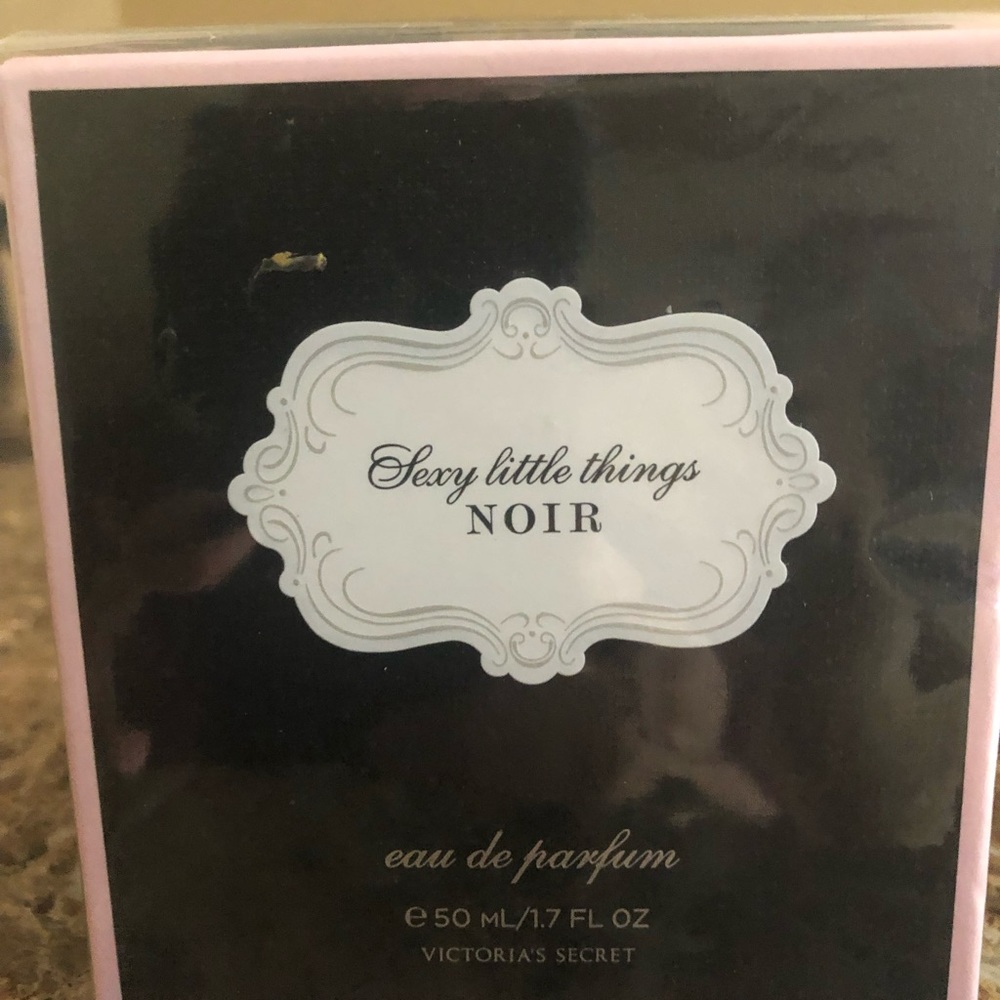 Sexy little things
NOIR
eau de parfum
℮ 50 mL/1.7 FL OZ
VICTORIA'S SECRET